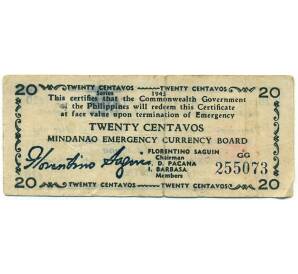 20 TWENTY CENTAVOS — TWENTY CENTAVOS 20
Series 1943
This certifies that the Commonwealth Government
of the Philippines will redeem this Certificate
at face value upon termination of Emergency
TWENTY CENTAVOS
MINDANAO EMERGENCY CURRENCY BOARD
Florentino Saguin
FLORENTINO SAGUIN
Chairman
D. PACANA
I. BARBASA
Members
GG
255073
20 TWENTY CENTAVOS TWENTY CENTAVOS 20